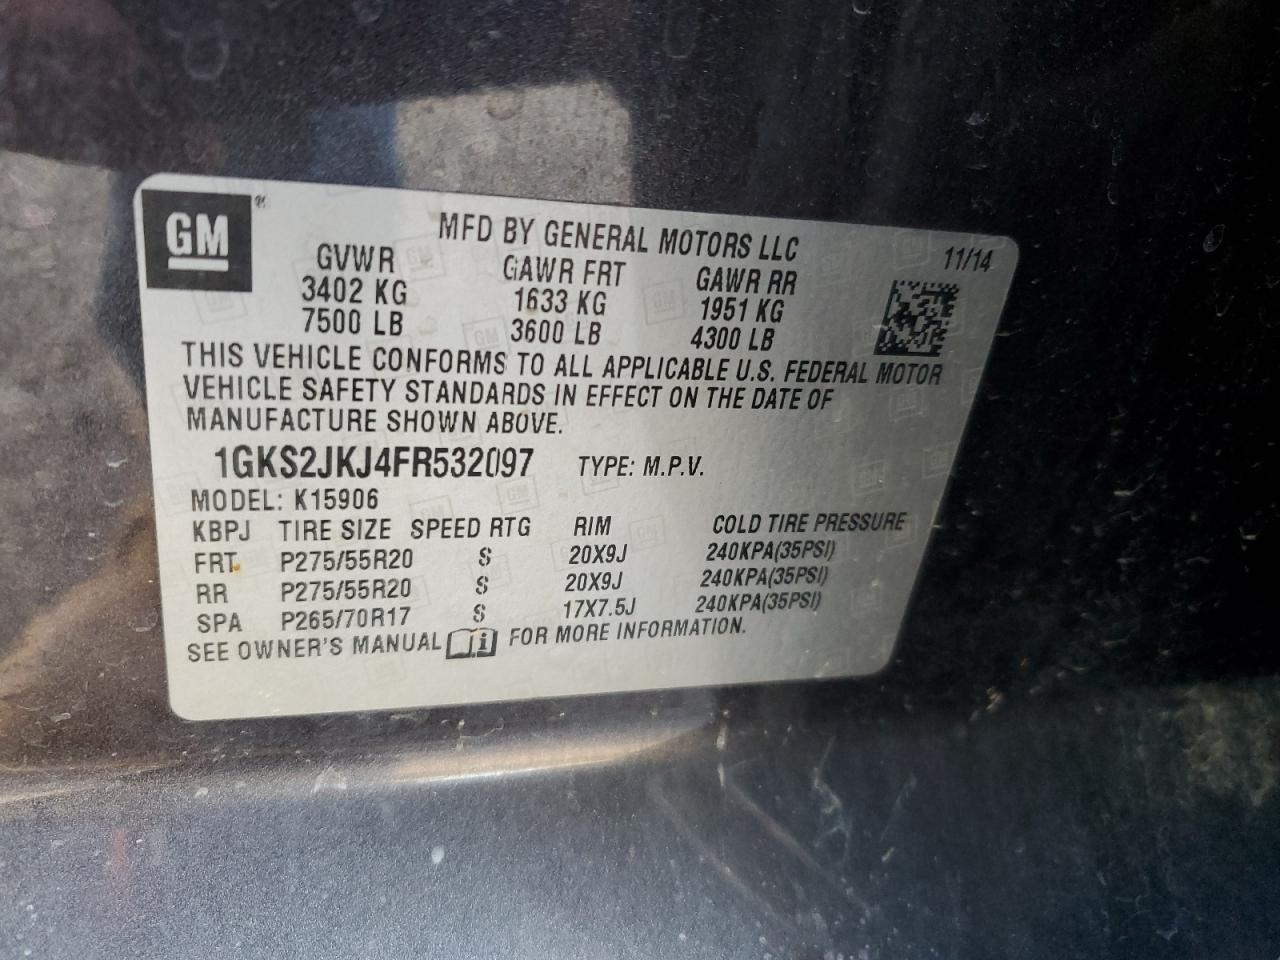 GM ®
MFD BY GENERAL MOTORS LLC 11/14
GVWR GAWR FRT GAWR RR
3402 KG 1633 KG 1951 KG
7500 LB 3600 LB 4300 LB
THIS VEHICLE CONFORMS TO ALL APPLICABLE U.S. FEDERAL MOTOR
VEHICLE SAFETY STANDARDS IN EFFECT ON THE DATE OF
MANUFACTURE SHOWN ABOVE.
1GKS2JKJ4FR532097 TYPE: M.P.V.
MODEL: K15906
KBPJ TIRE SIZE SPEED RTG RIM COLD TIRE PRESSURE
FRT P275/55R20 S 20X9J 240KPA(35PSI)
RR P275/55R20 S 20X9J 240KPA(35PSI)
SPA P265/70R17 S 17X7.5J 240KPA(35PSI)
SEE OWNER'S MANUAL i FOR MORE INFORMATION.